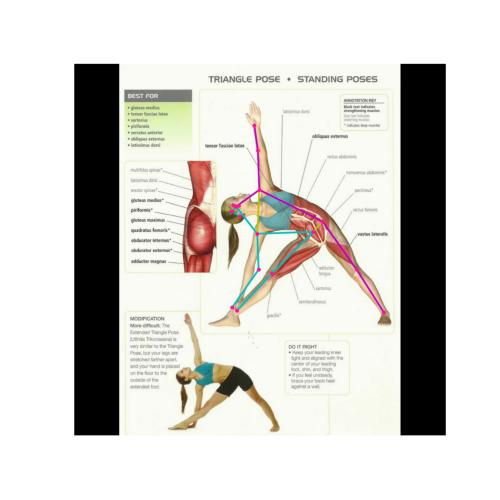 TRIANGLE POSE • STANDING POSES
BEST FOR
• gluteus medius
• tensor fasciae latae
• sartorius
• piriformis
• serratus anterior
• obliquus externus
• latissimus dorsi
ANNOTATION KEY
Black text indicates
strengthening muscles
Gray text indicates
stretching muscles
* indicates deep muscles
latissimus dorsi
obliquus externus
tensor fasciae latae
rectus abdominis
transversus abdominis*
pectineus*
rectus femoris
vastus lateralis
adductor
longus
sartorius
semitendinosus
gracilis*
multifidus spinae*
latissimus dorsi
erector spinae*
gluteus medius*
piriformis*
gluteus maximus
quadratus femoris*
obturator internus*
obturator externus*
adductor magnus
MODIFICATION
More difficult: The
Extended Triangle Pose
(Utthita Trikonasana) is
very similar to the Triangle
Pose, but your legs are
stretched farther apart,
and your hand is placed
on the floor to the
outside of the
extended foot.
DO IT RIGHT
• Keep your leading knee
tight and aligned with the
center of your leading
foot, shin, and thigh.
• If you feel unsteady,
brace your back heel
against a wall.